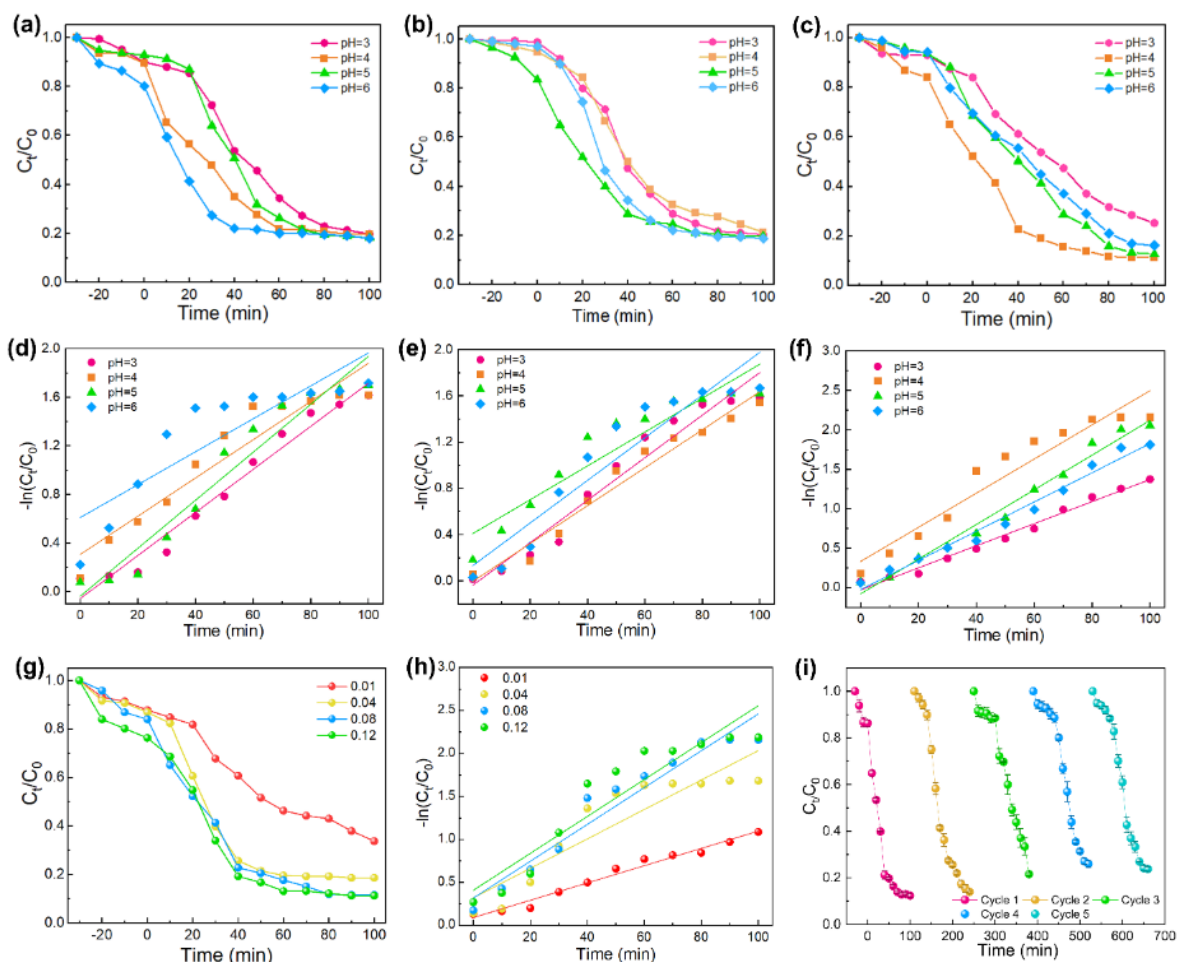 (a)
pH=3
pH=4
pH=5
pH=6
1.0
0.8
0.6
0.4
0.2
0.0
Ct/C0
-20 0 20 40 60 80 100
Time (min)
(b)
pH=3
pH=4
pH=5
pH=6
1.0
0.8
0.6
0.4
0.2
0.0
Ct/C0
-20 0 20 40 60 80 100
Time (min)
(c)
pH=3
pH=4
pH=5
pH=6
1.0
0.8
0.6
0.4
0.2
0.0
Ct/C0
-20 0 20 40 60 80 100
Time (min)
(d)
pH=3
pH=4
pH=5
pH=6
2.0
1.6
1.2
0.8
0.4
0.0
-ln(Ct/C0)
0 20 40 60 80 100
Time (min)
(e)
pH=3
pH=4
pH=5
pH=6
2.0
1.6
1.2
0.8
0.4
0.0
-ln(Ct/C0)
0 20 40 60 80 100
Time (min)
(f)
pH=3
pH=4
pH=5
pH=6
3.0
2.5
2.0
1.5
1.0
0.5
0.0
-ln(Ct/C0)
0 20 40 60 80 100
Time (min)
(g)
0.01
0.04
0.08
0.12
1.0
0.8
0.6
0.4
0.2
0.0
Ct/C0
-20 0 20 40 60 80 100
Time (min)
(h)
0.01
0.04
0.08
0.12
3.0
2.5
2.0
1.5
1.0
0.5
0.0
-ln(Ct/C0)
0 20 40 60 80 100
Time (min)
(i)
1.0
0.8
0.6
0.4
0.2
0.0
Ct/C0
Cycle 1 Cycle 2 Cycle 3
Cycle 4 Cycle 5
0 100 200 300 400 500 600 700
Time (min)